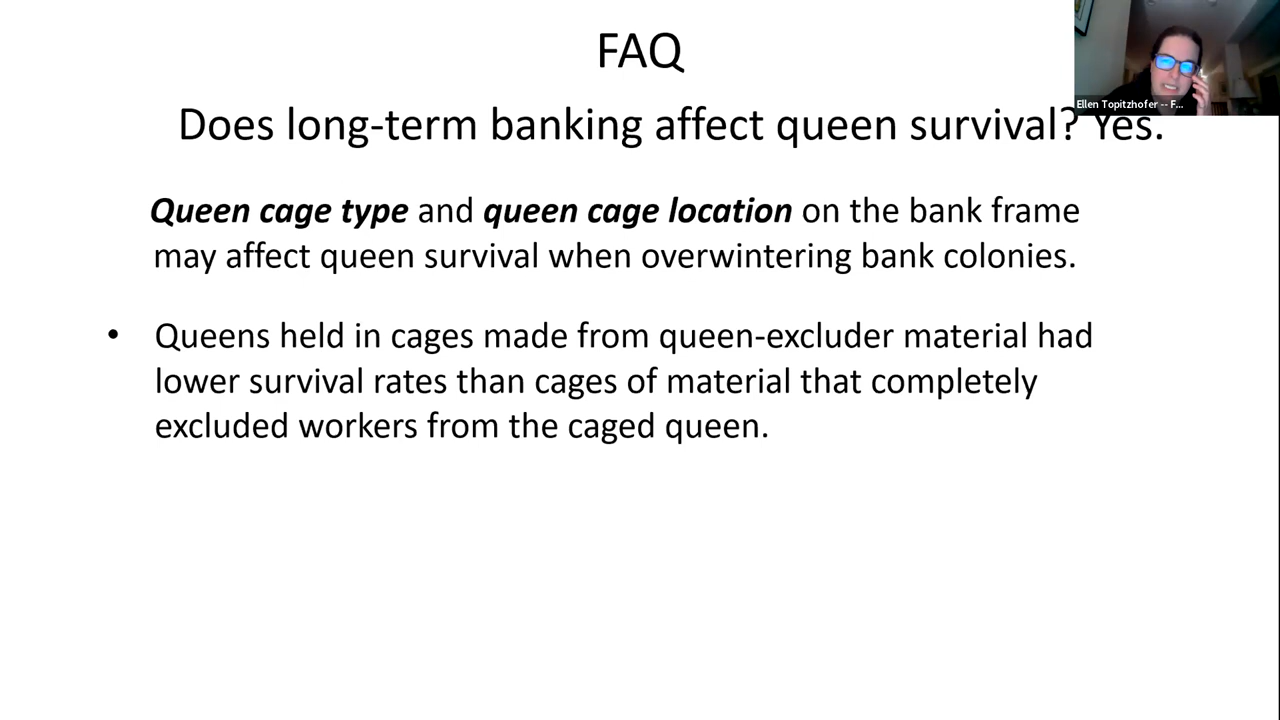 FAQ
Does long-term banking affect queen survival? Yes.
Queen cage type and queen cage location on the bank frame
may affect queen survival when overwintering bank colonies.
• Queens held in cages made from queen-excluder material had
lower survival rates than cages of material that completely
excluded workers from the caged queen.
Ellen Topitzhofer -- F...